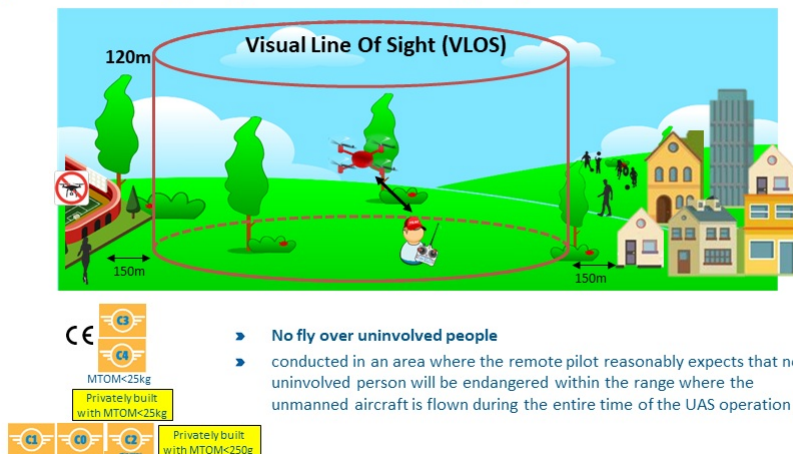 Visual Line Of Sight (VLOS)
120m
150m
150m
CE
C3
C4
MTOM<25kg
Privately built
with MTOM<25kg
C1
C0
C2
Privately built
with MTOM<250g
No fly over uninvolved people
conducted in an area where the remote pilot reasonably expects that
uninvolved person will be endangered within the range where the
unmanned aircraft is flown during the entire time of the UAS operation